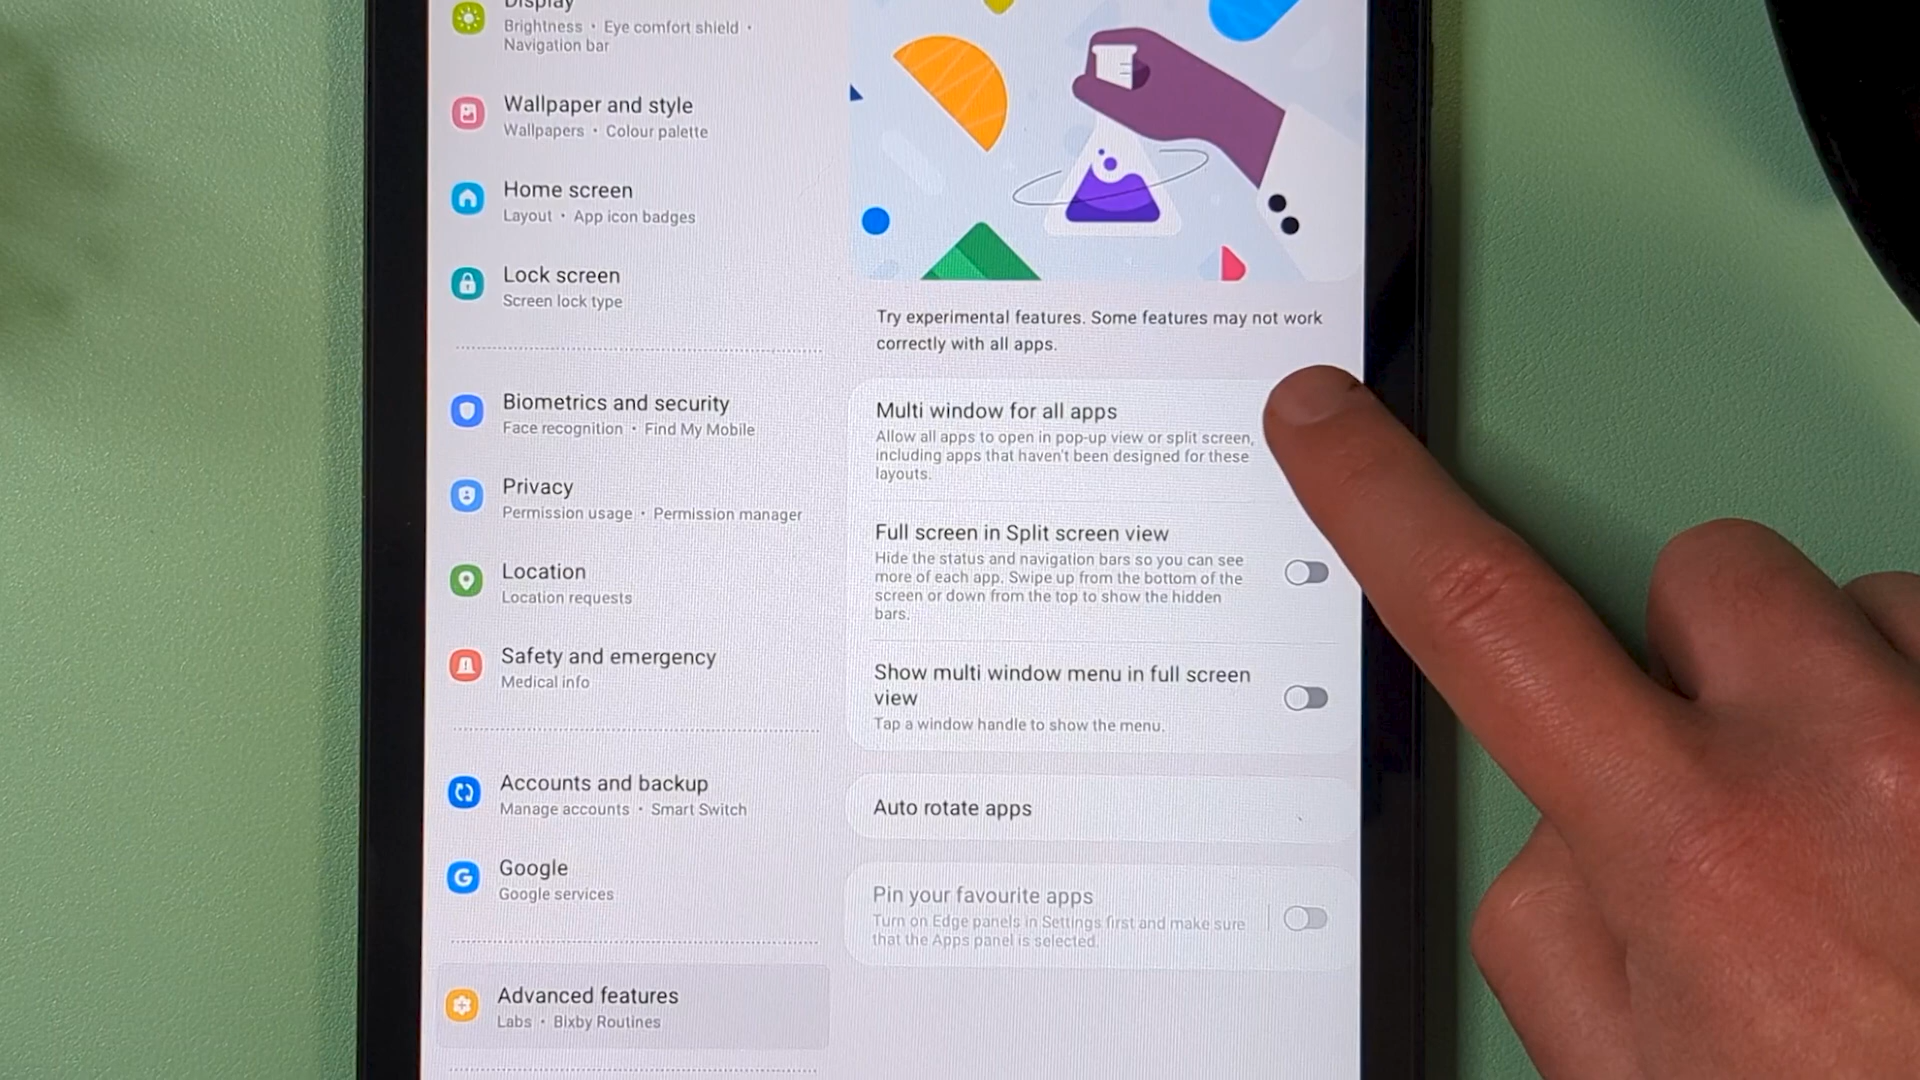 Display
Brightness • Eye comfort shield •
Navigation bar
Wallpaper and style
Wallpapers • Colour palette
Home screen
Layout • App icon badges
Lock screen
Screen lock type
Biometrics and security
Face recognition • Find My Mobile
Privacy
Permission usage • Permission manager
Location
Location requests
Safety and emergency
Medical info
Accounts and backup
Manage accounts • Smart Switch
Google
Google services
Advanced features
Labs • Bixby Routines
Try experimental features. Some features may not work
correctly with all apps.
Multi window for all apps
Allow all apps to open in pop-up view or split screen,
including apps that haven't been designed for these
layouts.
Full screen in Split screen view
Hide the status and navigation bars so you can see
more of each app. Swipe up from the bottom of the
screen or down from the top to show the hidden
bars.
Show multi window menu in full screen
view
Tap a window handle to show the menu.
Auto rotate apps
Pin your favourite apps
Turn on Edge panels in Settings first and make sure
that the Apps panel is selected.